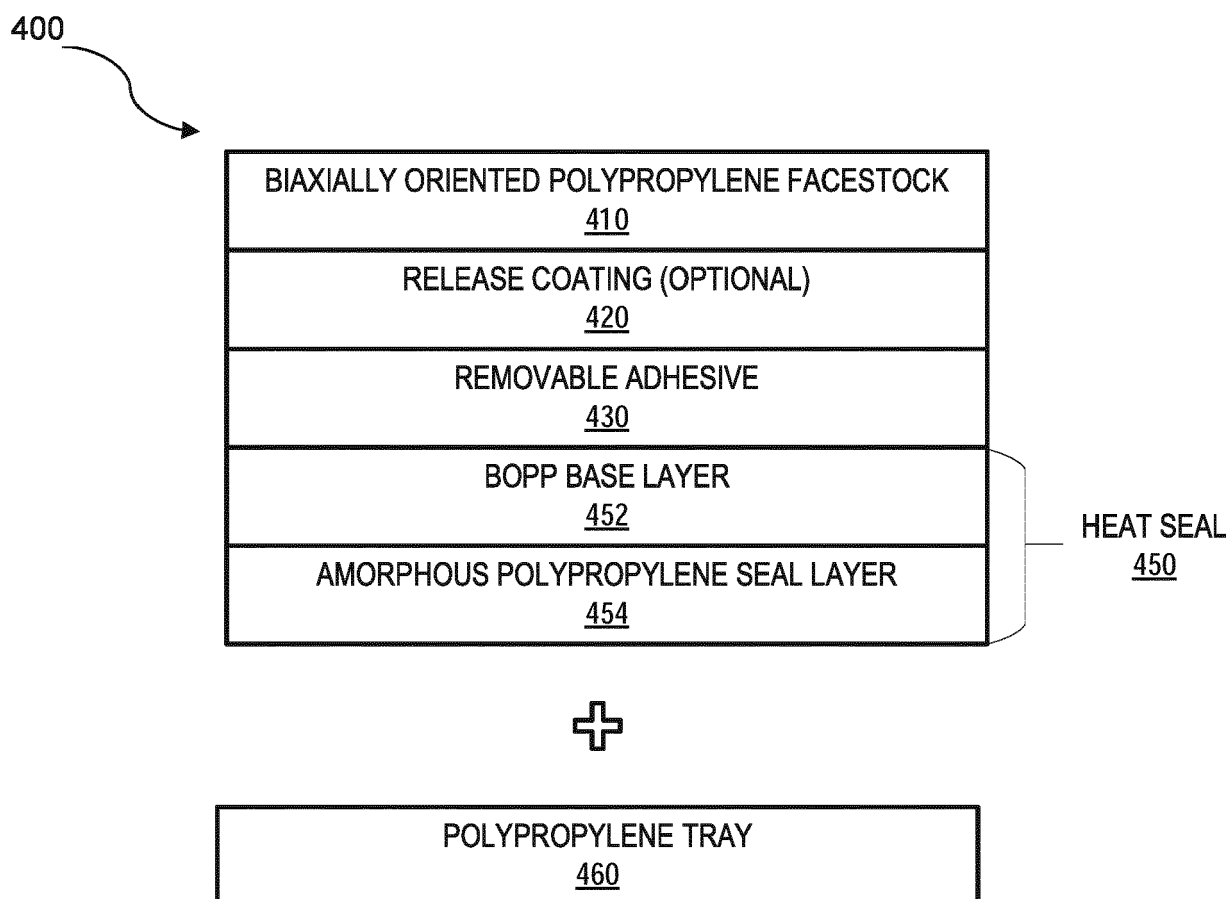 400
BIAXIALLY ORIENTED POLYPROPYLENE FACESTOCK
410
RELEASE COATING (OPTIONAL)
420
REMOVABLE ADHESIVE
430
BOPP BASE LAYER
452
AMORPHOUS POLYPROPYLENE SEAL LAYER
454
HEAT SEAL
450
POLYPROPYLENE TRAY
460